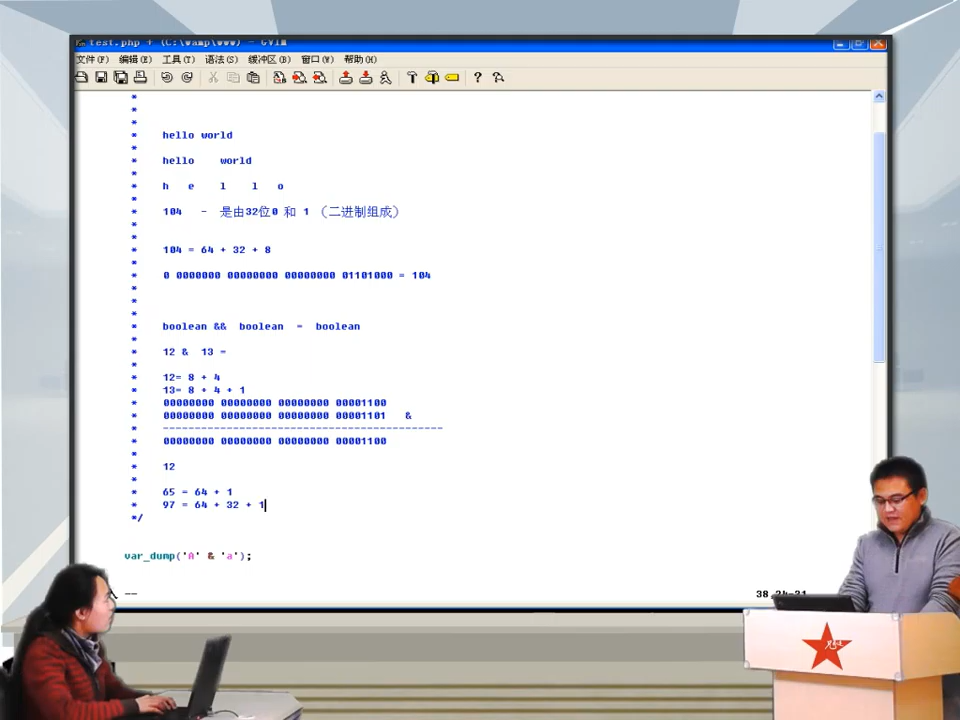 test.php + (C:\wamp\www) - GVIM
文件(F) 编辑(E) 工具(T) 语法(S) 缓冲区(B) 窗口(W) 帮助(H)
*
*
*
* hello world
*
* hello world
*
* h e l l o
*
* 104 - 是由32位0 和 1 （二进制组成）
*
*
* 104 = 64 + 32 + 8
*
* 0 0000000 00000000 00000000 01101000 = 104
*
*
*
* boolean && boolean = boolean
*
* 12 & 13 =
*
* 12= 8 + 4
* 13= 8 + 4 + 1
* 00000000 00000000 00000000 00001100
* 00000000 00000000 00000000 00001101 &
* --------------------------------------------
* 00000000 00000000 00000000 00001100
*
* 12
*
* 65 = 64 + 1
* 97 = 64 + 32 + 1
*/
var_dump('A' & 'a');
--